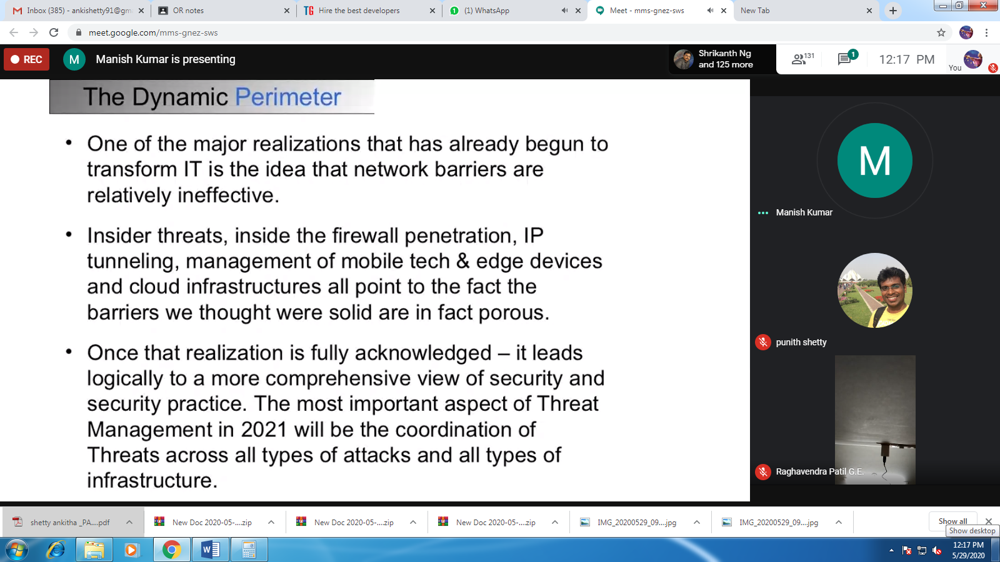 Inbox (385) - ankishetty91@gm
OR notes
Hire the best developers
(1) WhatsApp
Meet - mms-gnez-sws
New Tab
meet.google.com/mms-gnez-sws
REC
M
Manish Kumar is presenting
Shrikanth Ng
and 125 more
131
1
12:17 PM
You
The Dynamic Perimeter
• One of the major realizations that has already begun to
transform IT is the idea that network barriers are
relatively ineffective.
• Insider threats, inside the firewall penetration, IP
tunneling, management of mobile tech & edge devices
and cloud infrastructures all point to the fact the
barriers we thought were solid are in fact porous.
• Once that realization is fully acknowledged – it leads
logically to a more comprehensive view of security and
security practice. The most important aspect of Threat
Management in 2021 will be the coordination of
Threats across all types of attacks and all types of
infrastructure.
M
Manish Kumar
punith shetty
Raghavendra Patil G.E.
shetty ankitha _PA....pdf
New Doc 2020-05-....zip
New Doc 2020-05-....zip
New Doc 2020-05-....zip
IMG_20200529_09....jpg
IMG_20200529_09....jpg
Show all
Show desktop
12:17 PM
5/29/2020